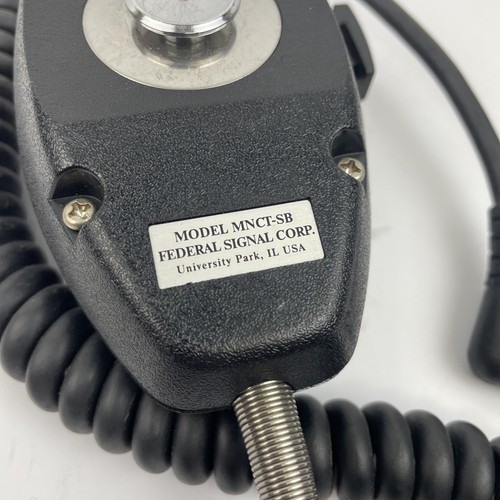 MODEL MNCT-SB
FEDERAL SIGNAL CORP.
University Park, IL USA